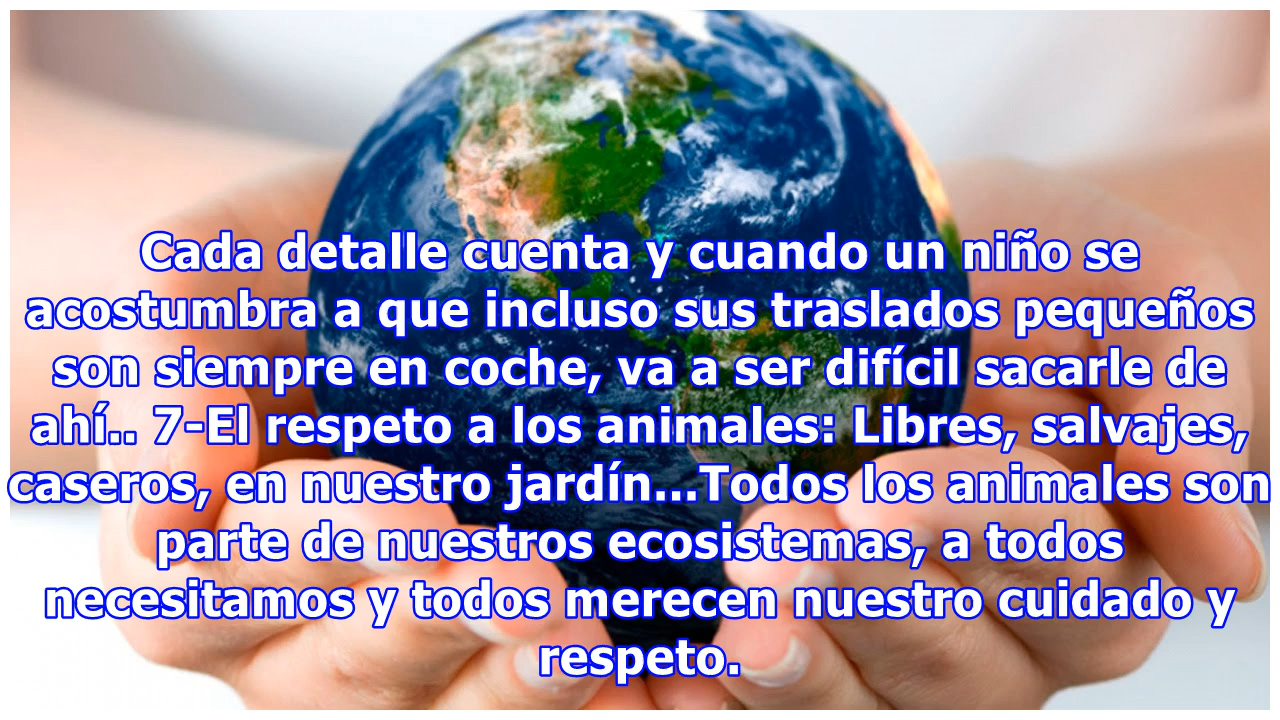 Cada detalle cuenta y cuando un niño se
acostumbra a que incluso sus traslados pequeños
son siempre en coche, va a ser difícil sacarle de
ahí.. 7-El respeto a los animales: Libres, salvajes,
caseros, en nuestro jardín...Todos los animales son
parte de nuestros ecosistemas, a todos
necesitamos y todos merecen nuestro cuidado y
respeto.